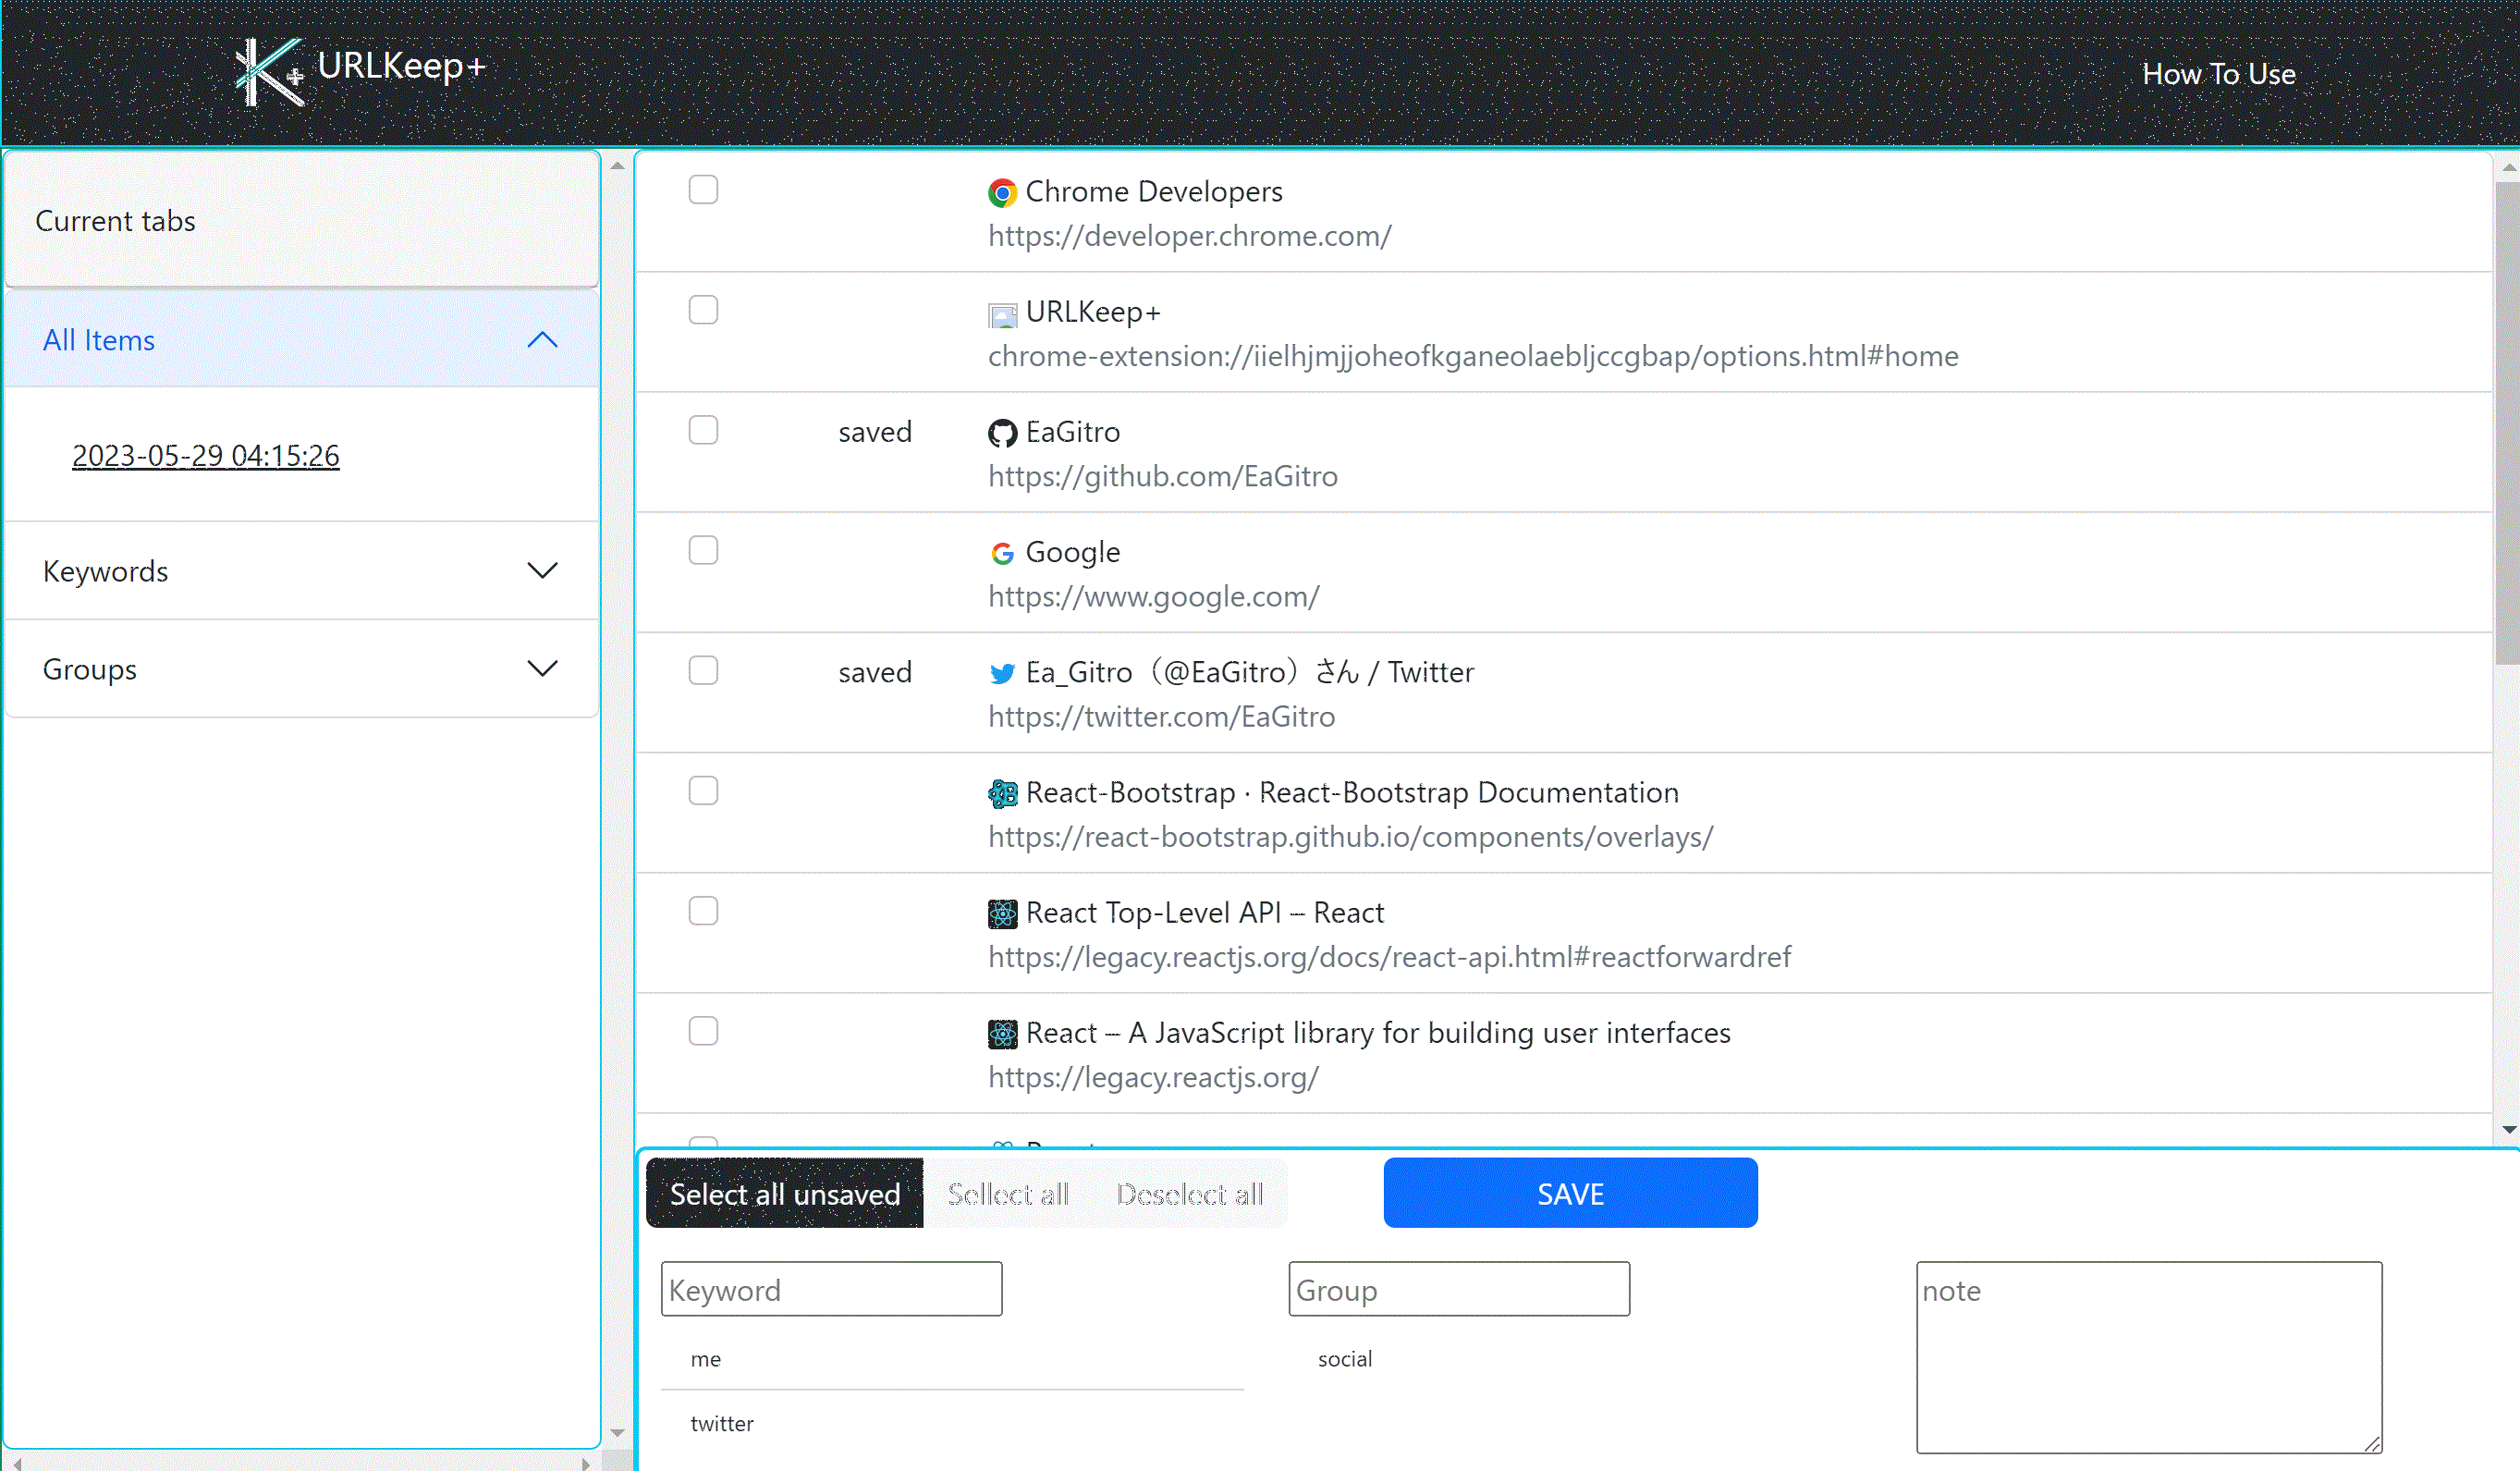 URLKeep+
How To Use
Current tabs
All Items
2023-05-29 04:15:26
Keywords
Groups
Chrome Developers
https://developer.chrome.com/
URLKeep+
chrome-extension://iielhjmjjoheofkganeolaebljccgbap/options.html#home
saved
EaGitro
https://github.com/EaGitro
Google
https://www.google.com/
saved
Ea_Gitro（@EaGitro）さん / Twitter
https://twitter.com/EaGitro
React-Bootstrap · React-Bootstrap Documentation
https://react-bootstrap.github.io/components/overlays/
React Top-Level API – React
https://legacy.reactjs.org/docs/react-api.html#reactforwardref
React – A JavaScript library for building user interfaces
https://legacy.reactjs.org/
Select all unsaved
Sellect all
Deselect all
SAVE
Keyword
Group
note
me
social
twitter